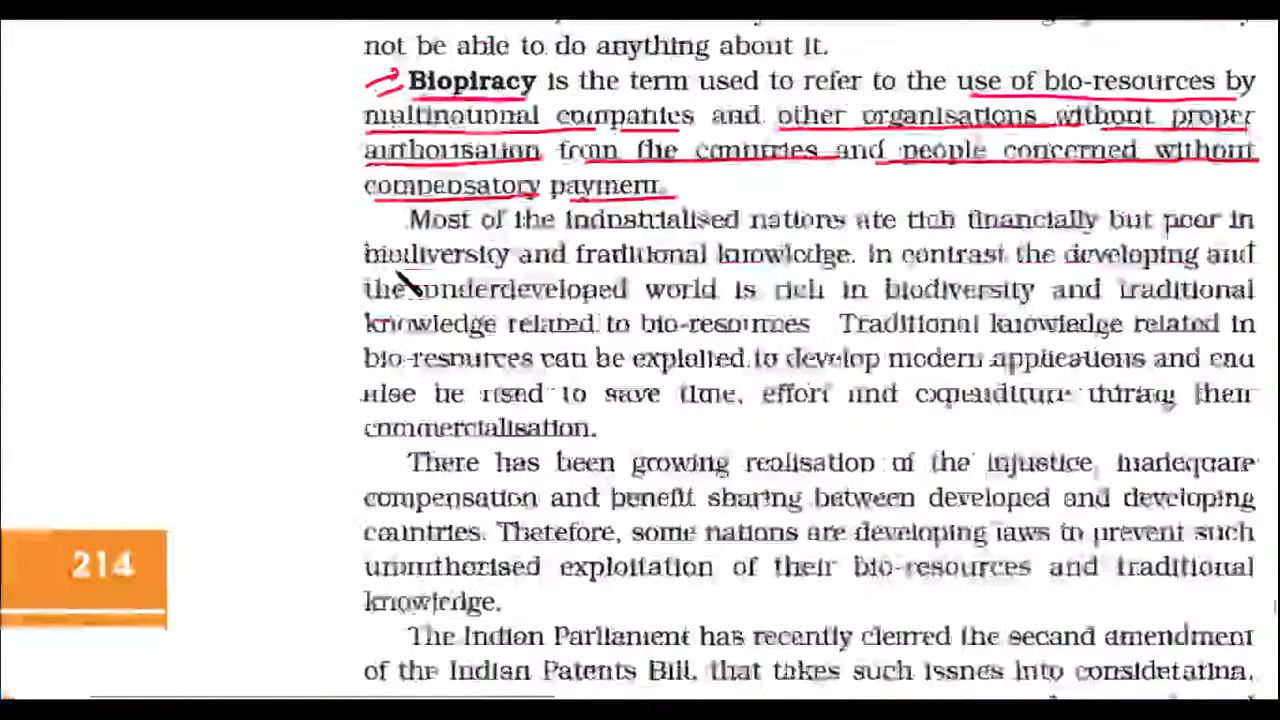 not be able to do anything about it.
Biopiracy is the term used to refer to the use of bio-resources by
multinational companies and other organisations without proper
authorisation from the countries and people concerned without
compensatory payment.
Most of the industrialised nations are rich financially but poor in
biodiversity and traditional knowledge. In contrast the developing and
the underdeveloped world is rich in biodiversity and traditional
knowledge related to bio-resources. Traditional knowledge related to
bio-resources can be exploited to develop modern applications and can
also be used to save time, effort and expenditure during their
commercialisation.
There has been growing realisation of the injustice, inadequate
compensation and benefit sharing between developed and developing
countries. Therefore, some nations are developing laws to prevent such
unauthorised exploitation of their bio-resources and traditional
knowledge.
214
The Indian Parliament has recently cleared the second amendment
of the Indian Patents Bill, that takes such issues into consideration,